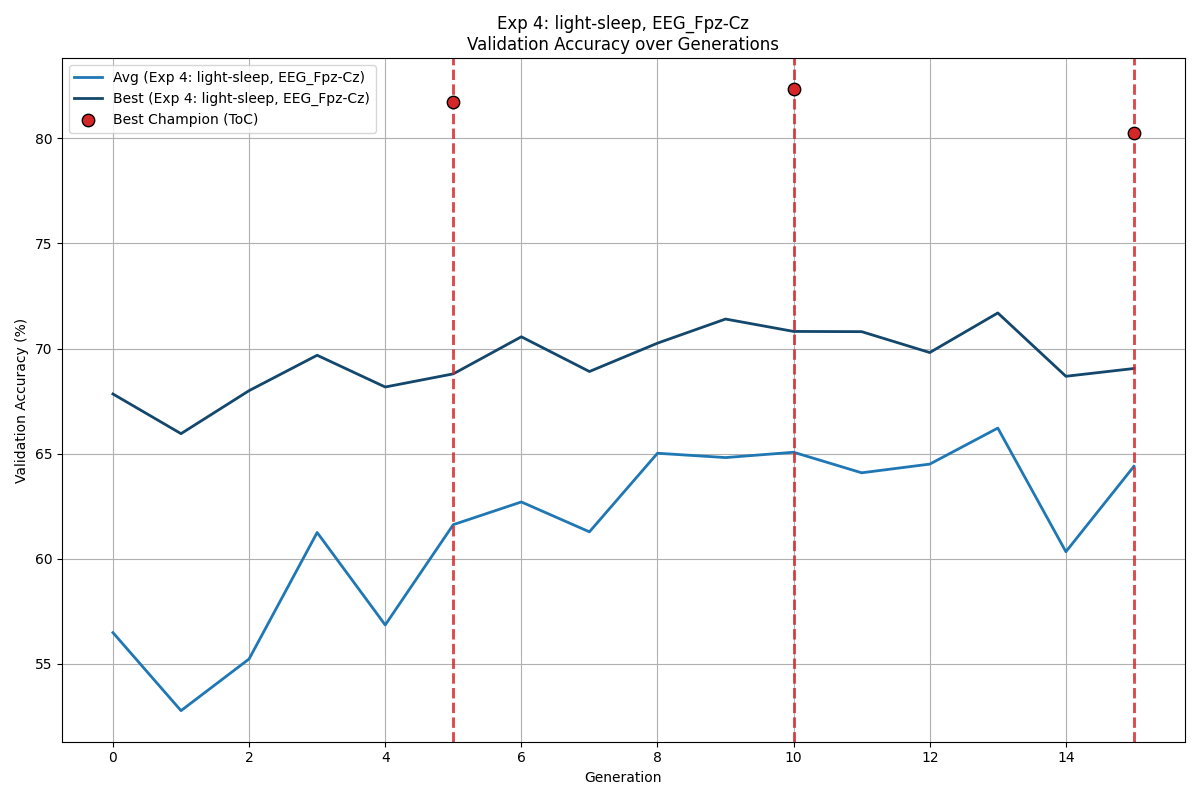 Exp 4: light-sleep, EEG_Fpz-Cz
Validation Accuracy over Generations
Avg (Exp 4: light-sleep, EEG_Fpz-Cz)
Best (Exp 4: light-sleep, EEG_Fpz-Cz)
Best Champion (ToC)
Validation Accuracy (%)
80
75
70
65
60
55
0 2 4 6 8 10 12 14
Generation